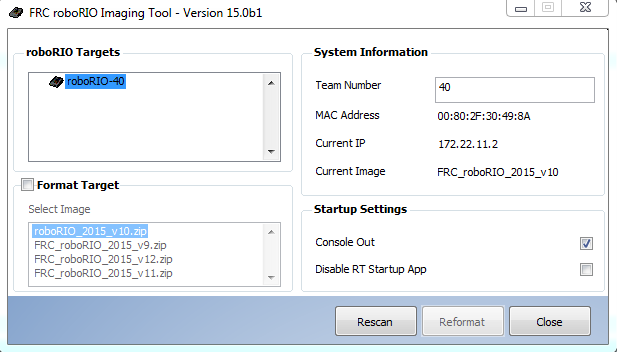 FRC roboRIO Imaging Tool - Version 15.0b1
roboRIO Targets
roboRIO-40
Format Target
Select Image
roboRIO_2015_v10.zip
FRC_roboRIO_2015_v9.zip
FRC_roboRIO_2015_v12.zip
FRC_roboRIO_2015_v11.zip
System Information
Team Number 40
MAC Address 00:80:2F:30:49:8A
Current IP 172.22.11.2
Current Image FRC_roboRIO_2015_v10
Startup Settings
Console Out
Disable RT Startup App
Rescan Reformat Close